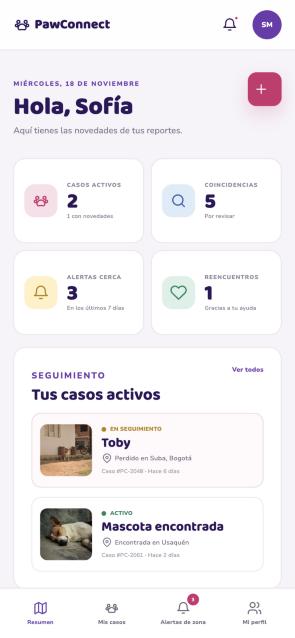 PawConnect
SM
MIÉRCOLES, 18 DE NOVIEMBRE
Hola, Sofía
Aquí tienes las novedades de tus reportes.
CASOS ACTIVOS
2
1 con novedades
COINCIDENCIAS
5
Por revisar
ALERTAS CERCA
3
En los últimos 7 días
REENCUENTROS
1
Gracias a tu ayuda
SEGUIMIENTO
Ver todos
Tus casos activos
EN SEGUIMIENTO
Toby
Perdido en Suba, Bogotá
Caso #PC-2048 · Hace 6 días
ACTIVO
Mascota encontrada
Encontrada en Usaquén
Caso #PC-2061 · Hace 2 días
Resumen
Mis casos
3
Alertas de zona
Mi perfil